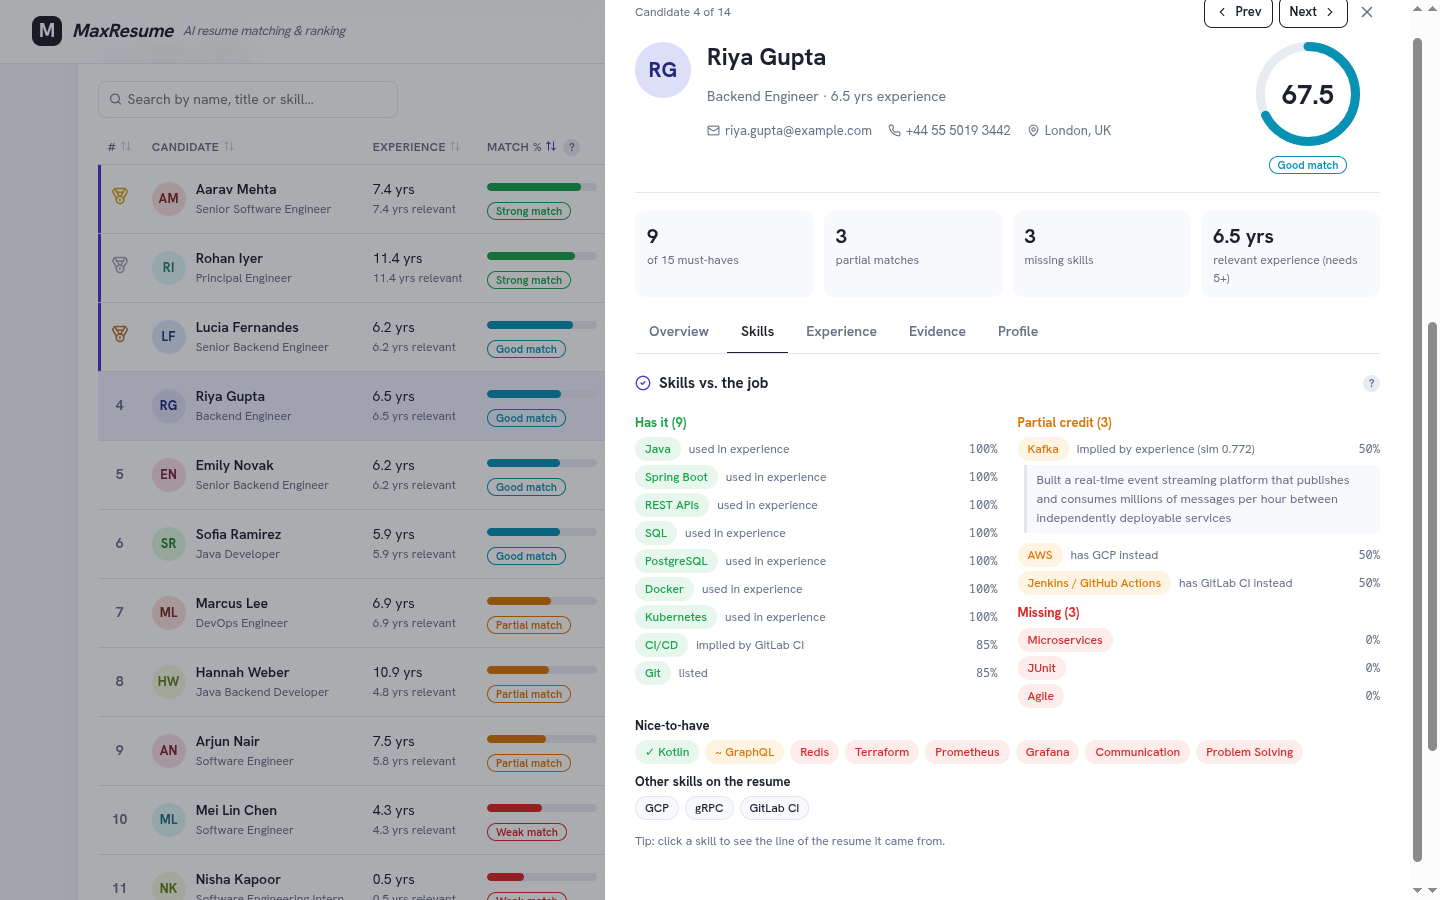 M MaxResume AI resume matching & ranking
Search by name, title or skill...
# CANDIDATE EXPERIENCE MATCH % ?
AM Aarav Mehta 7.4 yrs
Senior Software Engineer 7.4 yrs relevant Strong match
RI Rohan Iyer 11.4 yrs
Principal Engineer 11.4 yrs relevant Strong match
LF Lucia Fernandes 6.2 yrs
Senior Backend Engineer 6.2 yrs relevant Good match
4 RG Riya Gupta 6.5 yrs
Backend Engineer 6.5 yrs relevant Good match
5 EN Emily Novak 6.2 yrs
Senior Backend Engineer 6.2 yrs relevant Good match
6 SR Sofia Ramirez 5.9 yrs
Java Developer 5.9 yrs relevant Good match
7 ML Marcus Lee 6.9 yrs
DevOps Engineer 6.9 yrs relevant Partial match
8 HW Hannah Weber 10.9 yrs
Java Backend Developer 4.8 yrs relevant Partial match
9 AN Arjun Nair 7.5 yrs
Software Engineer 5.8 yrs relevant Partial match
10 ML Mei Lin Chen 4.3 yrs
Software Engineer 4.3 yrs relevant Weak match
11 NK Nisha Kapoor 0.5 yrs
Software Engineering Intern 0.5 yrs relevant Weak match
Candidate 4 of 14 Prev Next
RG Riya Gupta
Backend Engineer · 6.5 yrs experience
riya.gupta@example.com +44 55 5019 3442 London, UK
67.5
Good match
9
of 15 must-haves
3
partial matches
3
missing skills
6.5 yrs
relevant experience (needs
5+)
Overview Skills Experience Evidence Profile
Skills vs. the job ?
Has it (9)
Java used in experience 100%
Spring Boot used in experience 100%
REST APIs used in experience 100%
SQL used in experience 100%
PostgreSQL used in experience 100%
Docker used in experience 100%
Kubernetes used in experience 100%
CI/CD implied by GitLab CI 85%
Git listed 85%
Partial credit (3)
Kafka implied by experience (sim 0.772) 50%
Built a real-time event streaming platform that publishes
and consumes millions of messages per hour between
independently deployable services
AWS has GCP instead 50%
Jenkins / GitHub Actions has GitLab CI instead 50%
Missing (3)
Microservices 0%
JUnit 0%
Agile 0%
Nice-to-have
✓ Kotlin ~ GraphQL Redis Terraform Prometheus Grafana Communication Problem Solving
Other skills on the resume
GCP gRPC GitLab CI
Tip: click a skill to see the line of the resume it came from.